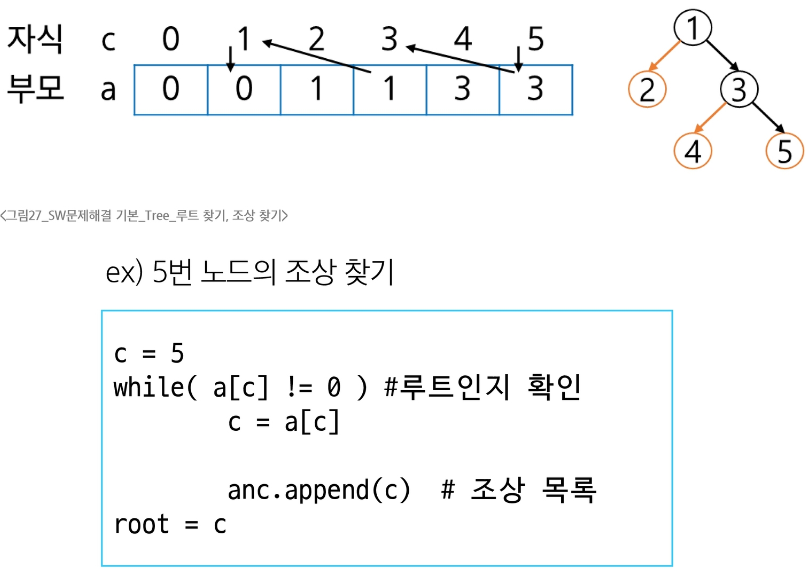 자식 c 0 1 2 3 4 5
부모 a 0 0 1 1 3 3
1
2 3
4 5
<그림27_SW문제해결 기본_Tree_루트 찾기, 조상 찾기>
ex) 5번 노드의 조상 찾기
c = 5
while( a[c] != 0 ) #루트인지 확인
c = a[c]
anc.append(c) # 조상 목록
root = c